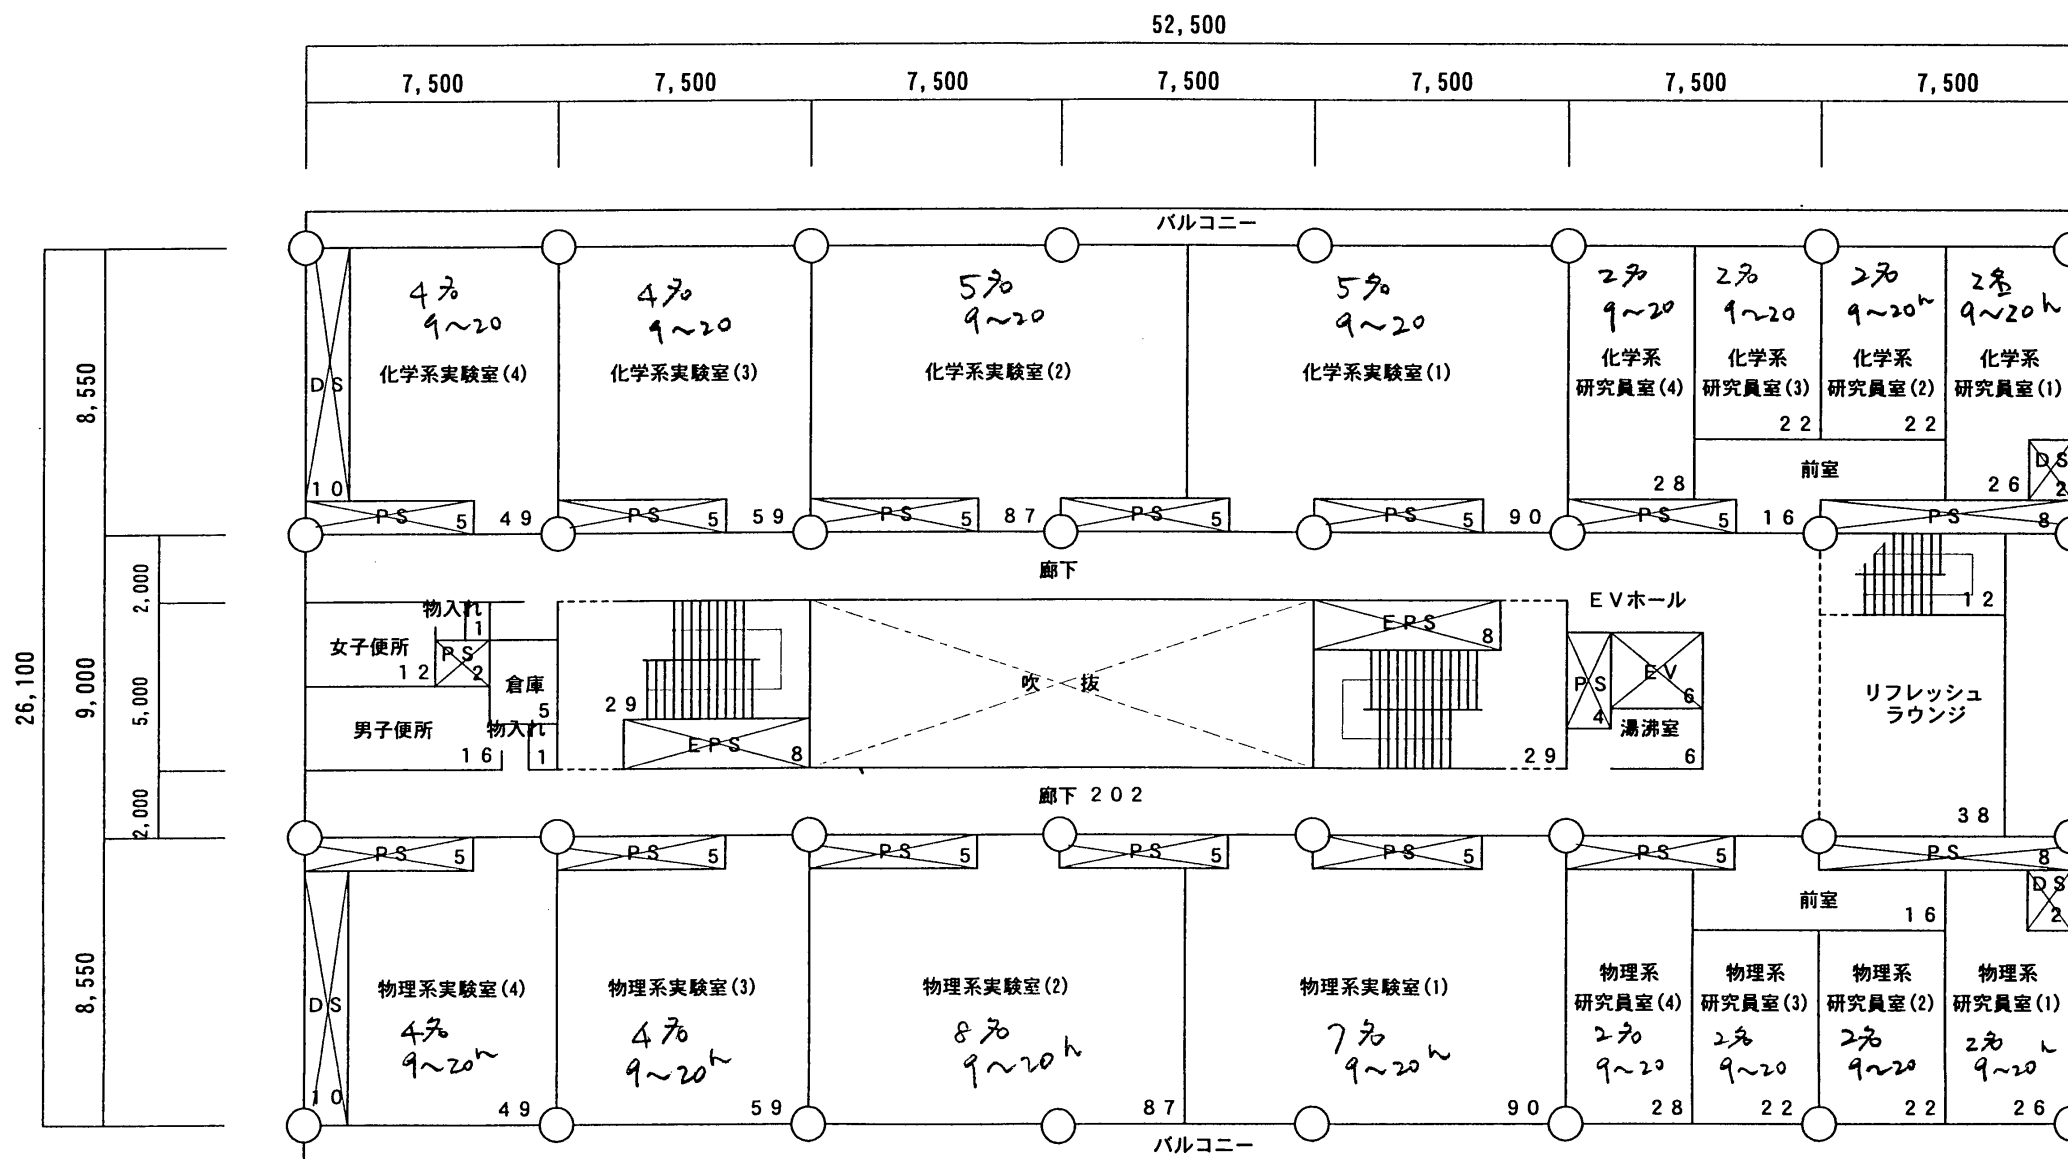 52,500
7,500
7,500
7,500
7,500
7,500
7,500
7,500
バルコニー
26,100
8,550
9,000
8,550
2,000
5,000
2,000
4名
9~20
化学系実験室(4)
DS
10
PS 5
49
4名
9~20
化学系実験室(3)
PS 5
59
5名
9~20
化学系実験室(2)
PS 5
87
PS 5
5名
9~20
化学系実験室(1)
PS 5
90
2名
9~20
化学系
研究員室(4)
28
PS 5
2名
9~20
化学系
研究員室(3)
22
2名
9~20h
化学系
研究員室(2)
22
前室
16
2名
9~20h
化学系
研究員室(1)
26
DS
2
PS 8
廊下
物入れ
1
女子便所
12
PS
2
倉庫
5
男子便所
16
物入れ
1
29
EPS
8
吹抜
EPS
8
29
EVホール
PS
4
EV
6
湯沸室
6
12
リフレッシュ
ラウンジ
38
廊下 202
PS 5
PS 5
PS 5
PS 5
PS 5
PS 5
PS 8
DS
10
物理系実験室(4)
4名
9~20h
49
物理系実験室(3)
4名
9~20h
59
物理系実験室(2)
8名
9~20h
87
物理系実験室(1)
7名
9~20h
90
物理系
研究員室(4)
2名
9~20
28
前室
16
物理系
研究員室(3)
2名
9~20
22
物理系
研究員室(2)
2名
9~20
22
DS
2
物理系
研究員室(1)
2名
9~20h
26
バルコニー